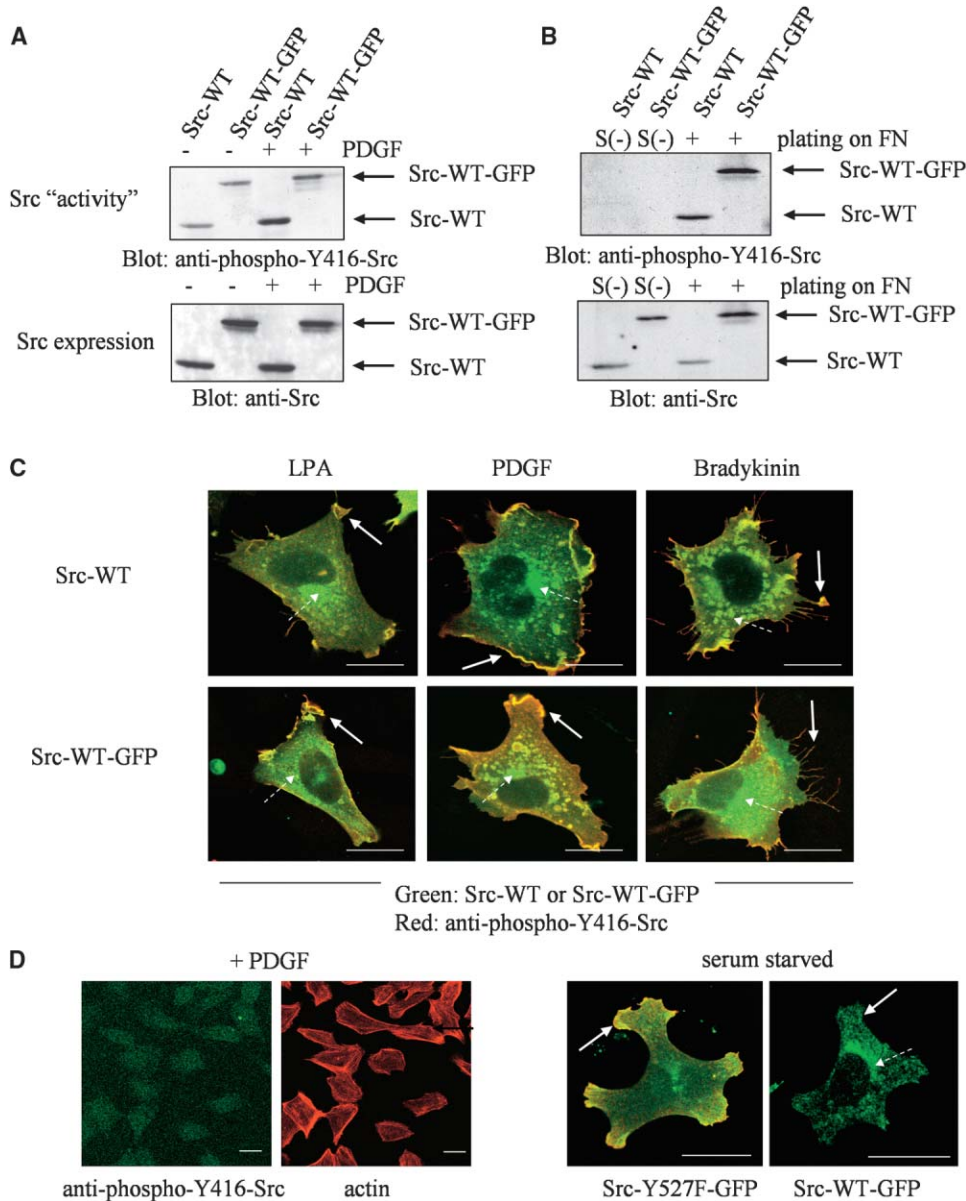 A
Src-WT
Src-WT-GFP
Src-WT
Src-WT-GFP
- - + + PDGF
Src "activity"
Src-WT-GFP
Src-WT
Blot: anti-phospho-Y416-Src
- - + + PDGF
Src expression
Src-WT-GFP
Src-WT
Blot: anti-Src
B
Src-WT
Src-WT-GFP
Src-WT
Src-WT-GFP
S(-) S(-) + + plating on FN
Src-WT-GFP
Src-WT
Blot: anti-phospho-Y416-Src
S(-) S(-) + + plating on FN
Src-WT-GFP
Src-WT
Blot: anti-Src
C
LPA PDGF Bradykinin
Src-WT
Src-WT-GFP
Green: Src-WT or Src-WT-GFP
Red: anti-phospho-Y416-Src
D
+ PDGF serum starved
anti-phospho-Y416-Src actin Src-Y527F-GFP Src-WT-GFP